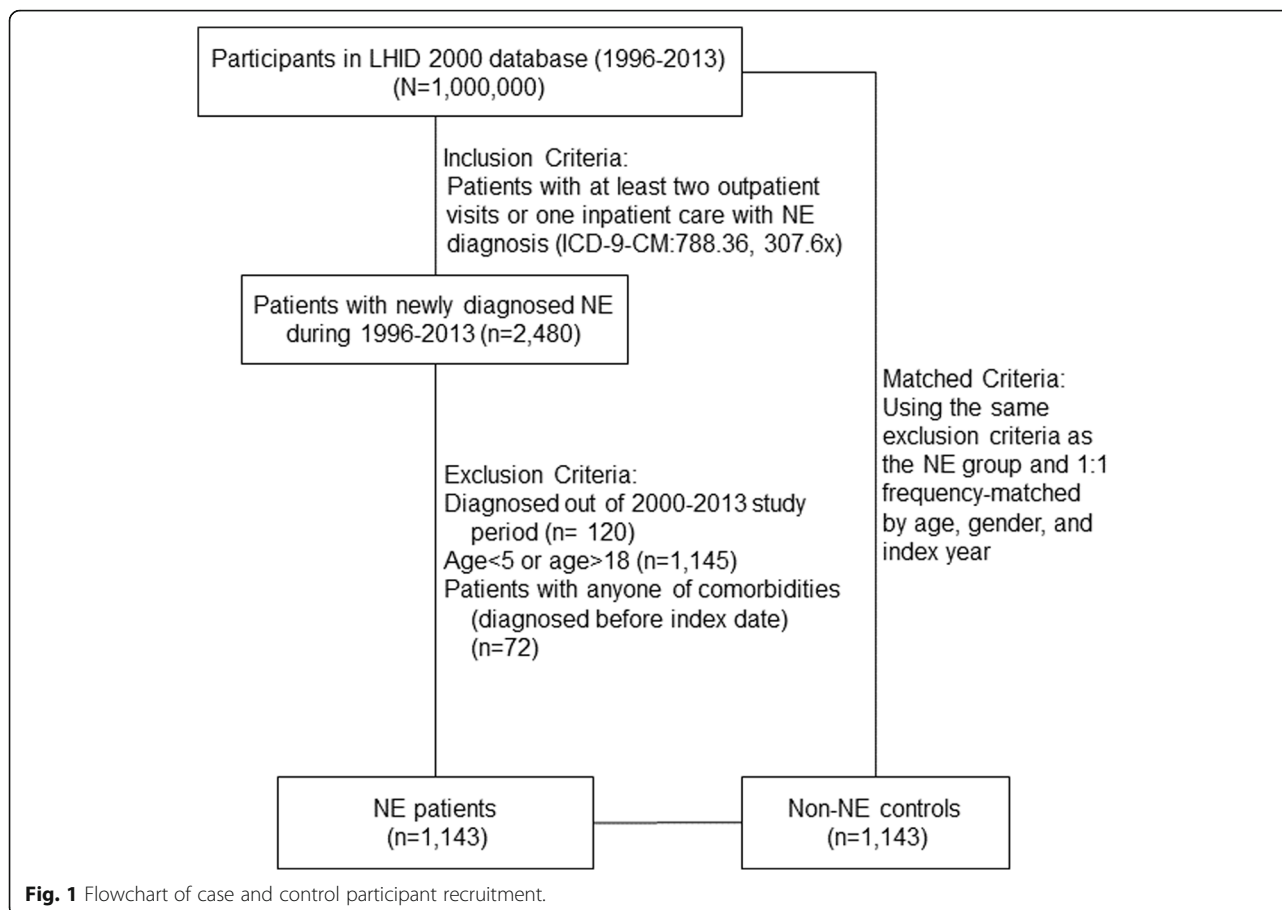 Participants in LHID 2000 database (1996-2013)
(N=1,000,000)
Inclusion Criteria:
Patients with at least two outpatient
visits or one inpatient care with NE
diagnosis (ICD-9-CM:788.36, 307.6x)
Patients with newly diagnosed NE
during 1996-2013 (n=2,480)
Matched Criteria:
Using the same
exclusion criteria as
the NE group and 1:1
frequency-matched
by age, gender, and
index year
Exclusion Criteria:
Diagnosed out of 2000-2013 study
period (n= 120)
Age<5 or age>18 (n=1,145)
Patients with anyone of comorbidities
(diagnosed before index date)
(n=72)
NE patients
(n=1,143)
Non-NE controls
(n=1,143)
Fig. 1 Flowchart of case and control participant recruitment.